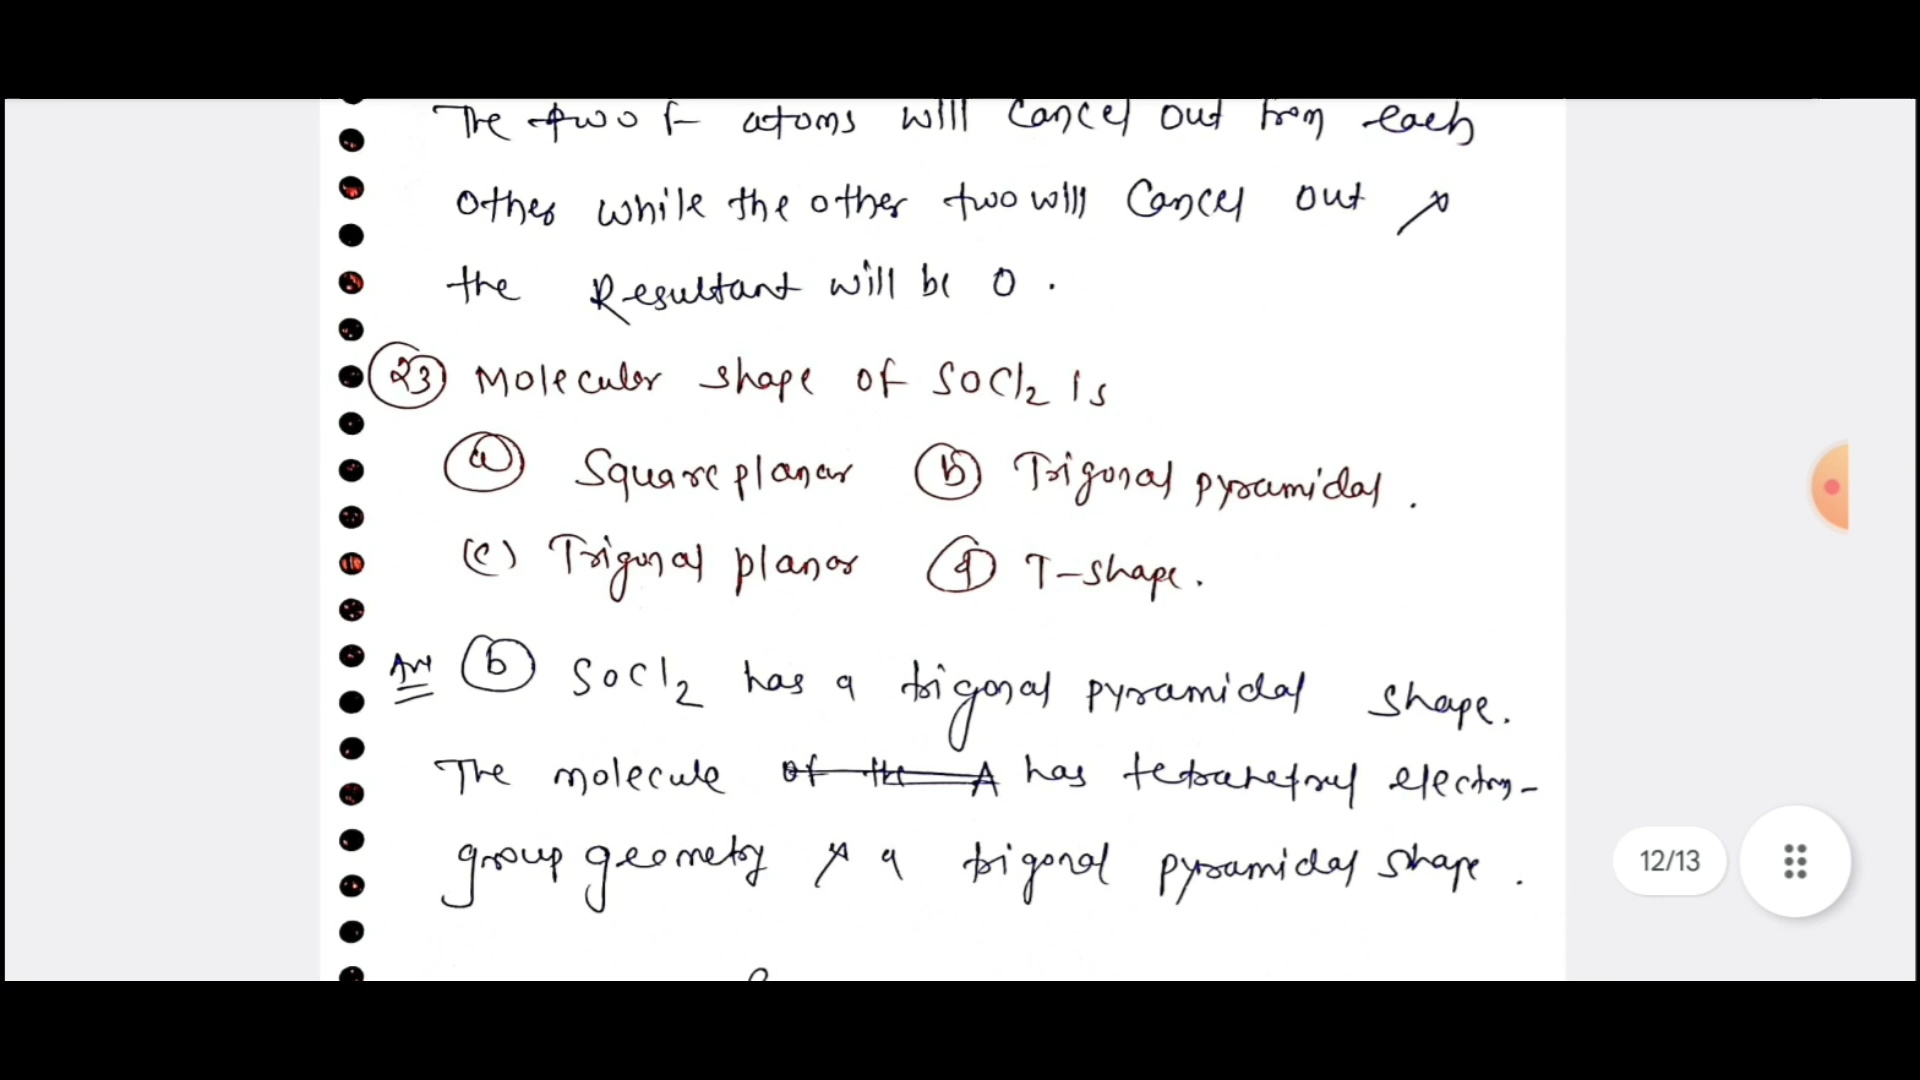 The two F atoms will cancel out from each
other while the other two will cancel out &
the Resultant will be 0.
(23) Molecular shape of SOCl2 is
(a) Square planar (b) Trigonal pyramidal.
(c) Trigonal planar (d) T-shape.
Ans (b) SOCl2 has a trigonal pyramidal shape.
The molecule of the A has tetrahedral electron-
group geometry & a trigonal pyramidal shape.
12/13